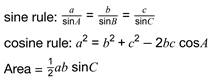 sine rule: a/sinA = b/sinB = c/sinC
cosine rule: a² = b² + c² – 2bc cosA
Area = ½ab sinC